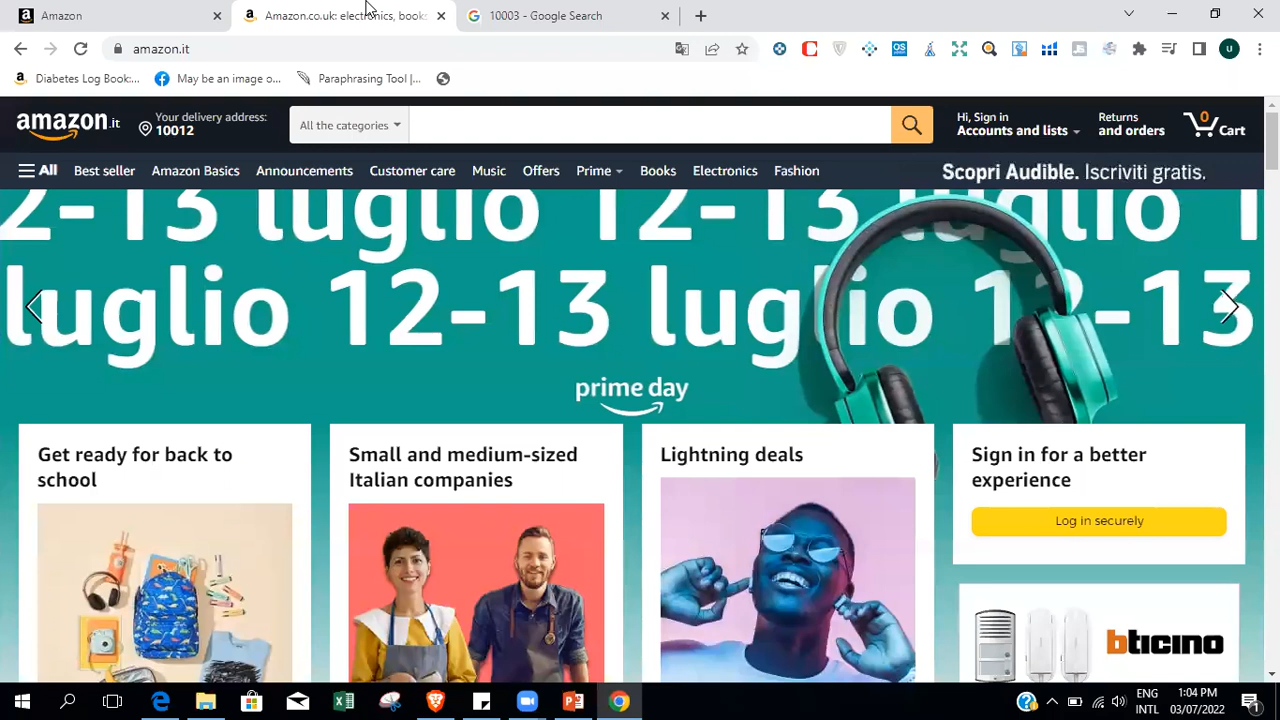 Amazon
Amazon.co.uk: electronics, books
10003 - Google Search
amazon.it
Diabetes Log Book:...
May be an image o...
Paraphrasing Tool |...
amazon.it
Your delivery address:
10012
All the categories
Hi, Sign in
Accounts and lists
Returns
and orders
0
Cart
All
Best seller
Amazon Basics
Announcements
Customer care
Music
Offers
Prime
Books
Electronics
Fashion
Scopri Audible. Iscriviti gratis.
2-13 luglio 12-13 luglio 12-13 luglio 1
luglio 12-13 luglio 12-13
prime day
Get ready for back to
school
Small and medium-sized
Italian companies
Lightning deals
Sign in for a better
experience
Log in securely
bticino
ENG
INTL
1:04 PM
03/07/2022